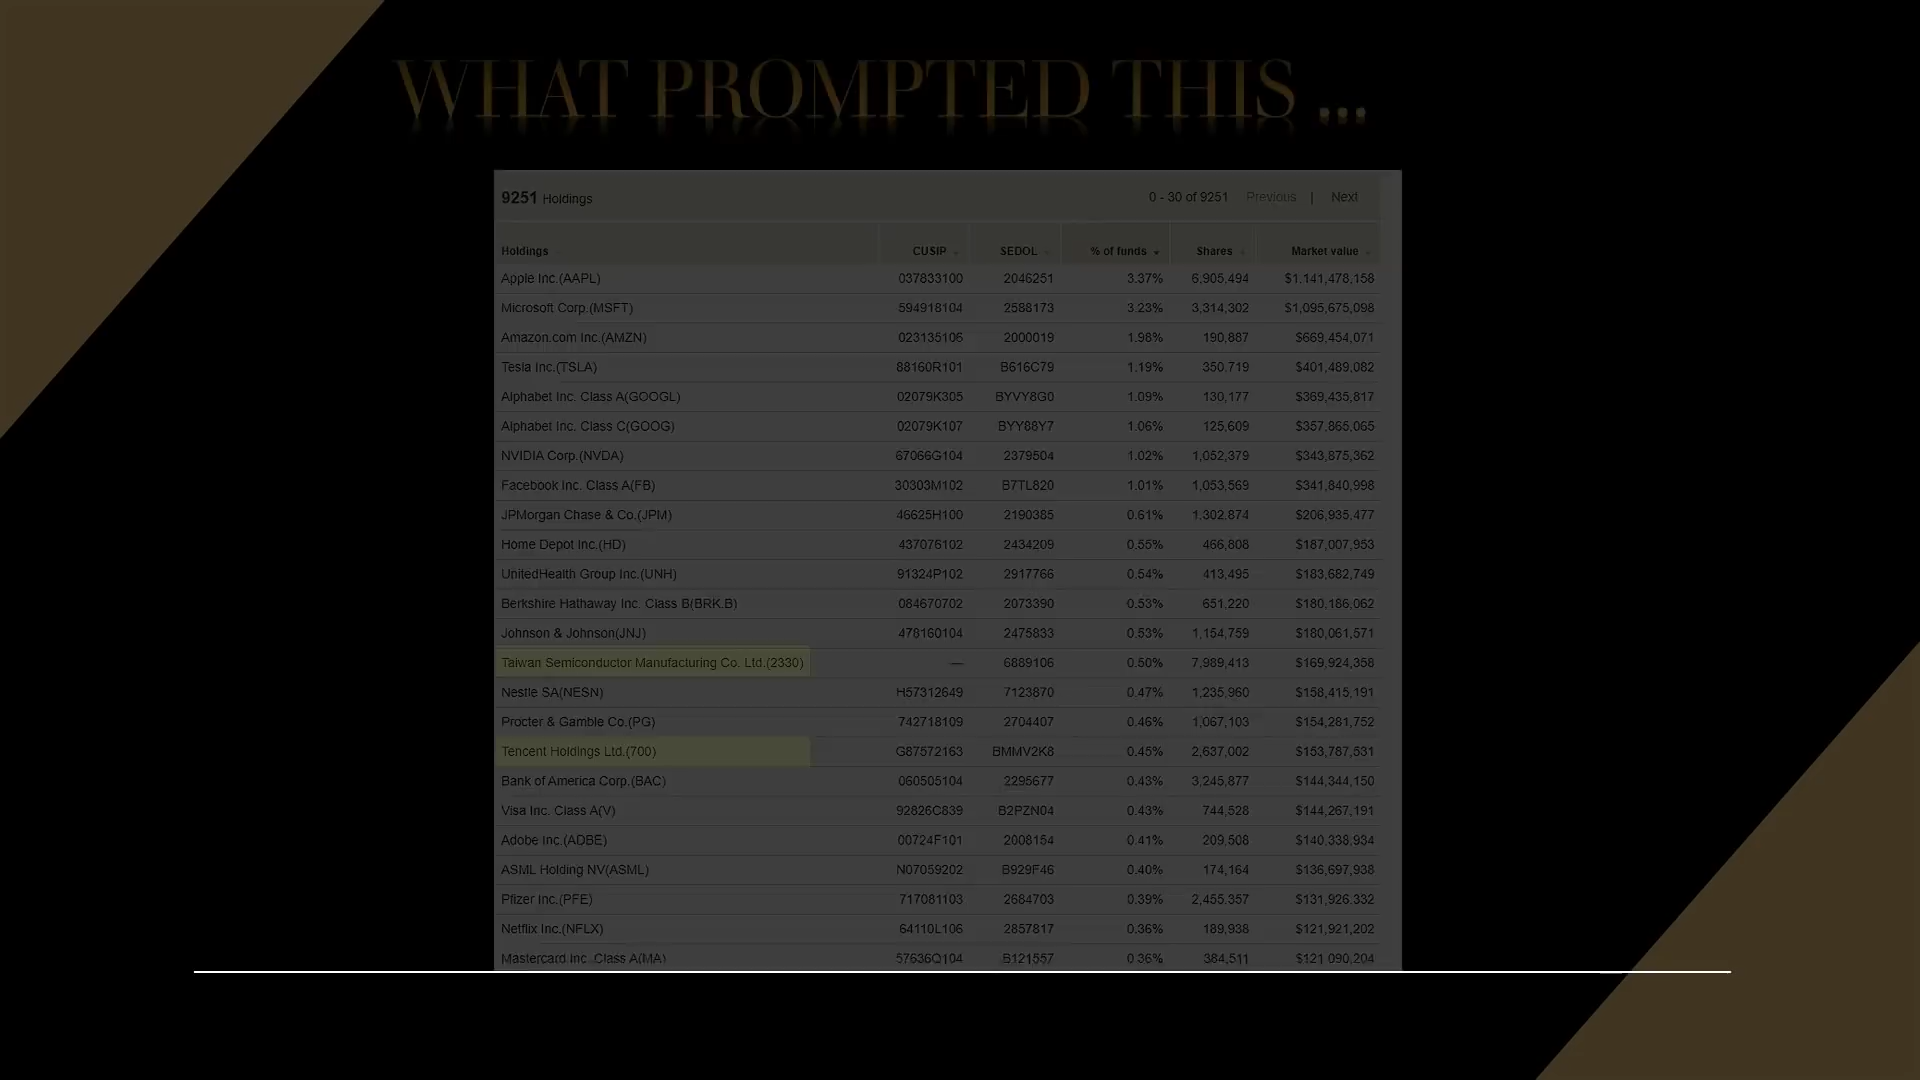 WHAT PROMPTED THIS ...
9251 Holdings 0 - 30 of 9251 Previous | Next
Holdings CUSIP SEDOL % of funds Shares Market value
Apple Inc.(AAPL) 037833100 2046251 3.37% 6,905,494 $1,141,478,158
Microsoft Corp.(MSFT) 594918104 2588173 3.23% 3,314,302 $1,095,675,098
Amazon.com Inc.(AMZN) 023135106 2000019 1.98% 190,887 $669,454,071
Tesla Inc.(TSLA) 88160R101 B616C79 1.19% 350,719 $401,489,082
Alphabet Inc. Class A(GOOGL) 02079K305 BYVY8G0 1.09% 130,177 $369,435,817
Alphabet Inc. Class C(GOOG) 02079K107 BYY88Y7 1.06% 125,609 $357,865,065
NVIDIA Corp.(NVDA) 67066G104 2379504 1.02% 1,052,379 $343,875,362
Facebook Inc. Class A(FB) 30303M102 B7TL820 1.01% 1,053,569 $341,840,998
JPMorgan Chase & Co.(JPM) 46625H100 2190385 0.61% 1,302,874 $206,935,477
Home Depot Inc.(HD) 437076102 2434209 0.55% 466,808 $187,007,953
UnitedHealth Group Inc.(UNH) 91324P102 2917766 0.54% 413,495 $183,682,749
Berkshire Hathaway Inc. Class B(BRK.B) 084670702 2073390 0.53% 651,220 $180,186,062
Johnson & Johnson(JNJ) 478160104 2475833 0.53% 1,154,759 $180,061,571
Taiwan Semiconductor Manufacturing Co. Ltd.(2330) — 6889106 0.50% 7,989,413 $169,924,358
Nestle SA(NESN) H57312649 7123870 0.47% 1,235,960 $158,415,191
Procter & Gamble Co.(PG) 742718109 2704407 0.46% 1,067,103 $154,281,752
Tencent Holdings Ltd.(700) G87572163 BMMV2K8 0.45% 2,637,002 $153,787,531
Bank of America Corp.(BAC) 060505104 2295677 0.43% 3,245,877 $144,344,150
Visa Inc. Class A(V) 92826C839 B2PZN04 0.43% 744,528 $144,267,191
Adobe Inc.(ADBE) 00724F101 2008154 0.41% 209,508 $140,338,934
ASML Holding NV(ASML) N07059202 B929F46 0.40% 174,164 $136,697,938
Pfizer Inc.(PFE) 717081103 2684703 0.39% 2,455,357 $131,926,332
Netflix Inc.(NFLX) 64110L106 2857817 0.36% 189,938 $121,921,202
Mastercard Inc. Class A(MA) 57636Q104 B121557 0.36% 384,511 $121,090,204